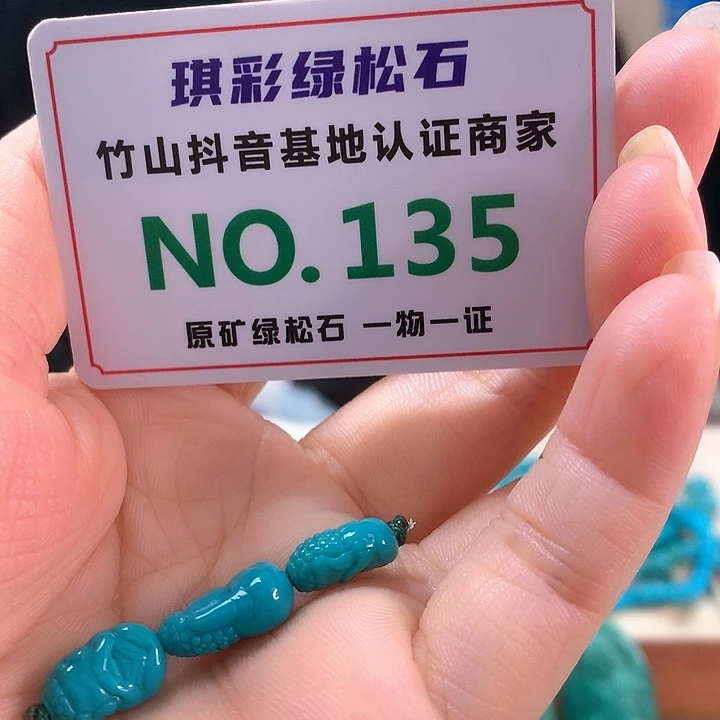 琪彩绿松石
竹山抖音基地认证商家
NO.135
原矿绿松石 一物一证